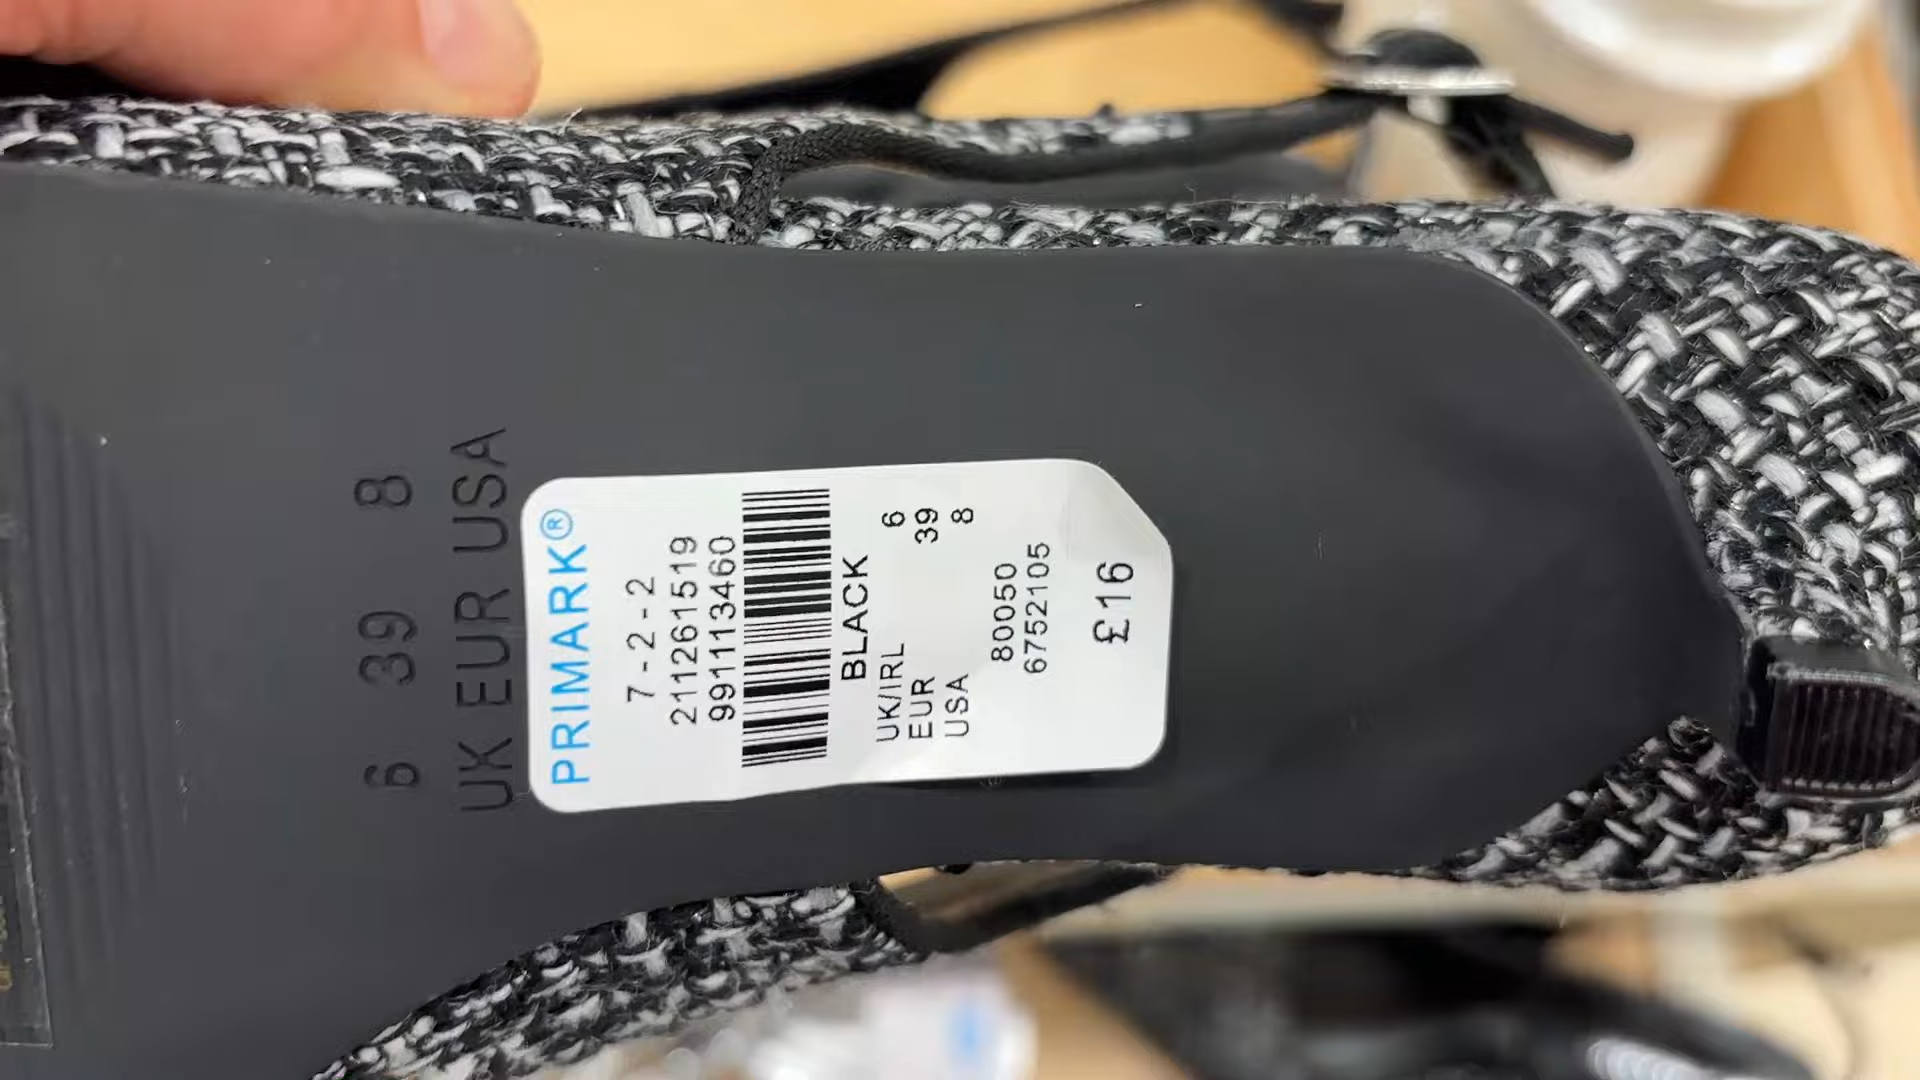 6 39 8
UK EUR USA
PRIMARK®
7 - 2 - 2
211261519
991113460
BLACK
UK/IRL 6
EUR 39
USA 8
80050
6752105
£16